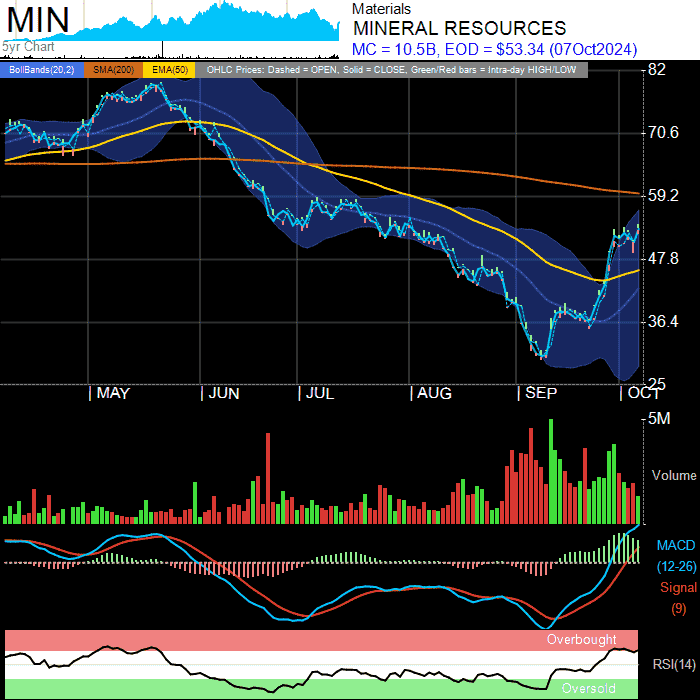 MIN
5yr Chart
Materials
MINERAL RESOURCES
MC = 10.5B, EOD = $53.34 (07Oct2024)
BollBands(20,2) SMA(200) EMA(50) OHLC Prices: Dashed = OPEN, Solid = CLOSE, Green/Red bars = Intra-day HIGH/LOW
82
70.6
59.2
47.8
36.4
25
| MAY | JUN | JUL | AUG | SEP | OCT
5M
Volume
MACD
(12-26)
Signal
(9)
Overbought
RSI(14)
Oversold